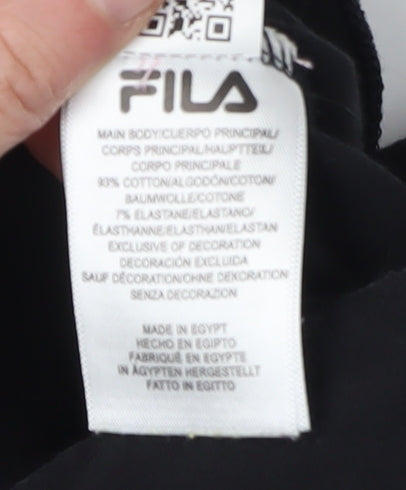 FILA
MAIN BODY/CUERPO PRINCIPAL/
CORPS PRINCIPAL/HAUPTTEIL/
CORPO PRINCIPALE
93% COTTON/ALGODÓN/COTON/
BAUMWOLLE/COTONE
7% ELASTANE/ELASTANO/
ÉLASTHANNE/ELASTHAN/ELASTAN
EXCLUSIVE OF DECORATION
DECORACIÓN EXCLUIDA
SAUF DÉCORATION/OHNE DEKORATION
SENZA DECORAZION
MADE IN EGYPT
HECHO EN EGIPTO
FABRIQUÉ EN EGYPTE
IN ÄGYPTEN HERGESTELLT
FATTO IN EGITTO